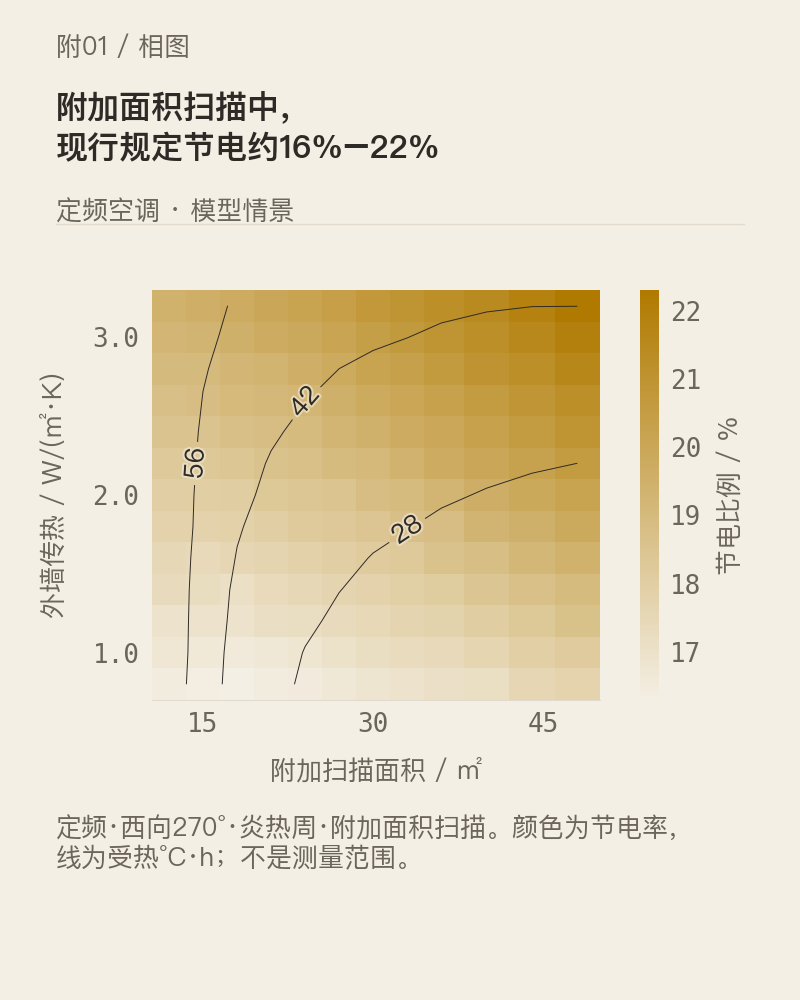 附01 / 相图
附加面积扫描中，
现行规定节电约16%—22%
定频空调 · 模型情景
3.0
2.0
1.0
外墙传热 / W/(㎡·K)
56
42
28
15
30
45
附加扫描面积 / ㎡
22
21
20
19
18
17
节电比例 / %
定频·西向270°·炎热周·附加面积扫描。颜色为节电率，
线为受热℃·h；不是测量范围。